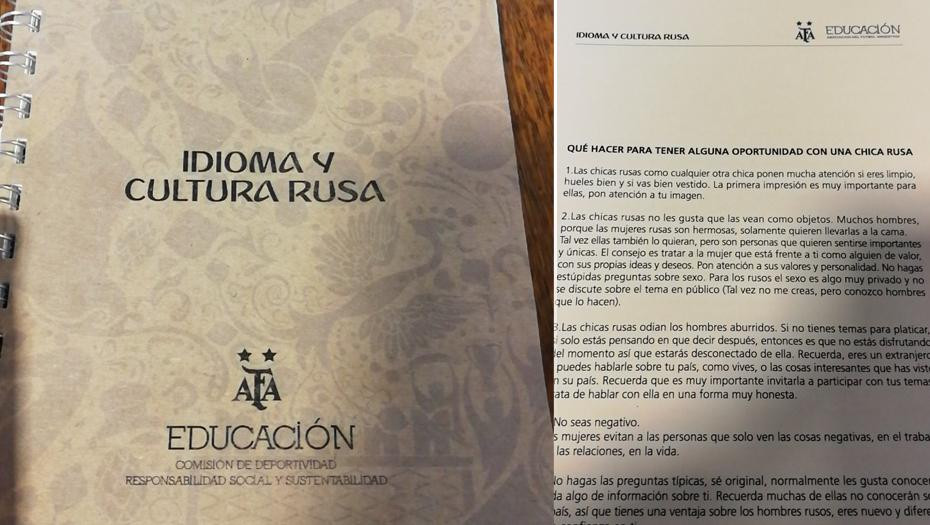 IDIOMA Y
CULTURA RUSA
AFA
EDUCACIÓN
COMISIÓN DE DEPORTIVIDAD
RESPONSABILIDAD SOCIAL Y SUSTENTABILIDAD
IDIOMA Y CULTURA RUSA
AFA
EDUCACIÓN
ASOCIACIÓN DEL FÚTBOL ARGENTINO
QUÉ HACER PARA TENER ALGUNA OPORTUNIDAD CON UNA CHICA RUSA
1.Las chicas rusas como cualquier otra chica ponen mucha atención si eres limpio,
hueles bien y si vas bien vestido. La primera impresión es muy importante para
ellas, pon atención a tu imagen.
2.Las chicas rusas no les gusta que las vean como objetos. Muchos hombres,
porque las mujeres rusas son hermosas, solamente quieren llevarlas a la cama.
Tal vez ellas también lo quieran, pero son personas que quieren sentirse importantes
y únicas. El consejo es tratar a la mujer que está frente a ti como alguien de valor,
con sus propias ideas y deseos. Pon atención a sus valores y personalidad. No hagas
estúpidas preguntas sobre sexo. Para los rusos el sexo es algo muy privado y no
se discute sobre el tema en público (Tal vez no me creas, pero conozco hombres
que lo hacen).
3.Las chicas rusas odian los hombres aburridos. Si no tienes temas para platicar,
si solo estás pensando en que decir después, entonces es que no estás disfrutando
del momento así que estarás desconectado de ella. Recuerda, eres un extranjero
puedes hablarle sobre tu país, como vives, o las cosas interesantes que has visto
n su país. Recuerda que es muy importante invitarla a participar con tus temas
ata de hablar con ella en una forma muy honesta.
No seas negativo.
s mujeres evitan a las personas que solo ven las cosas negativas, en el traba
las relaciones, en la vida.
No hagas las preguntas típicas, sé original, normalmente les gusta conocer
da algo de información sobre ti. Recuerda muchas de ellas no conocerán s
país, así que tienes una ventaja sobre los hombres rusos, eres nuevo y difere